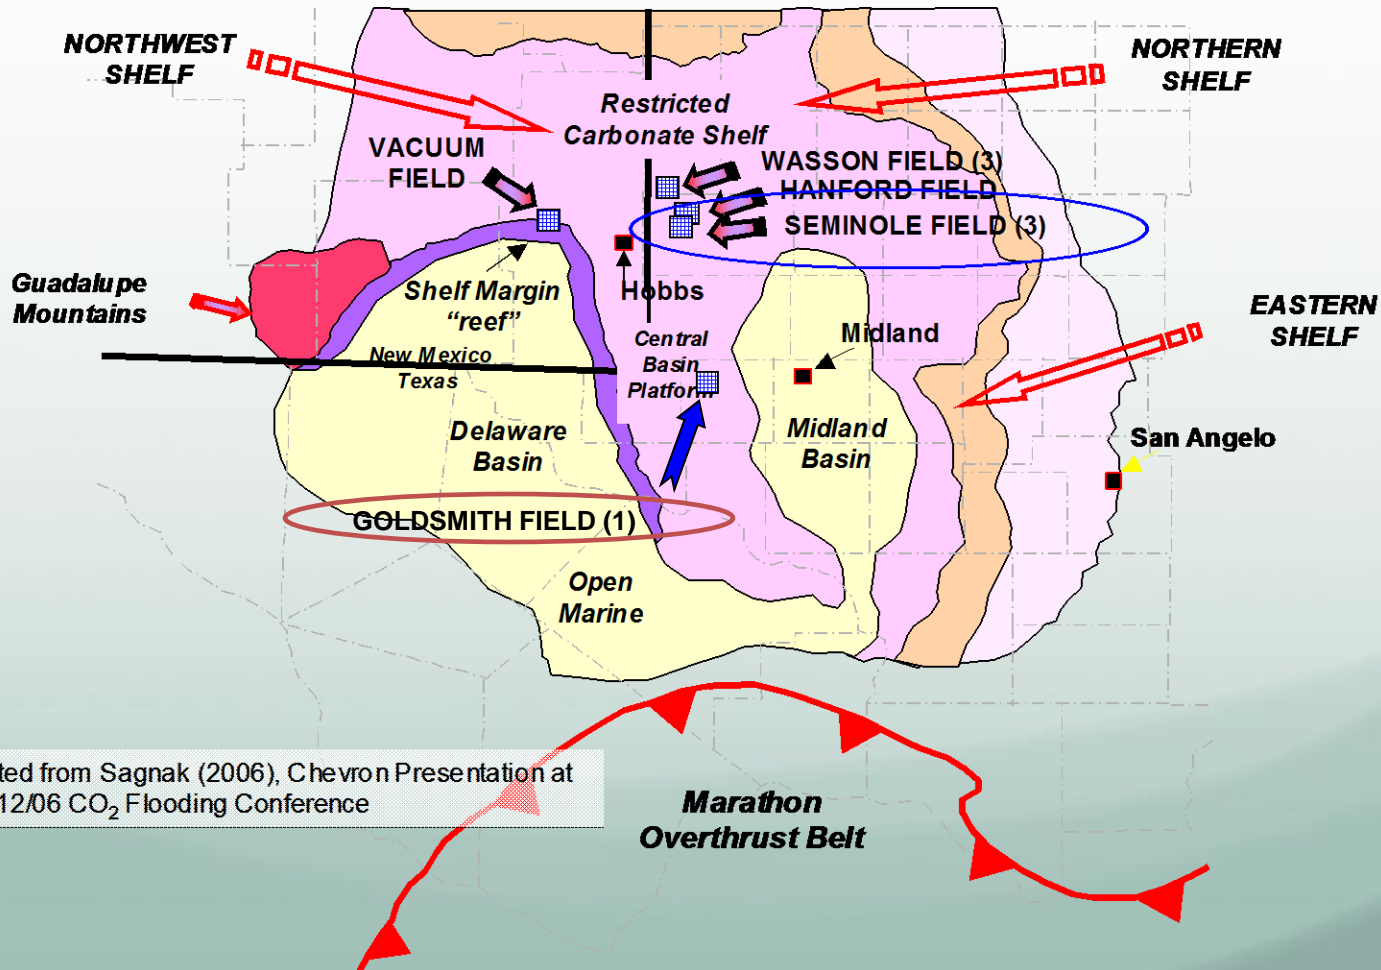 NORTHWEST
SHELF
NORTHERN
SHELF
Restricted
Carbonate Shelf
VACUUM
FIELD
WASSON FIELD (3)
HANFORD FIELD
SEMINOLE FIELD (3)
Guadalupe
Mountains
Shelf Margin
“reef”
Hobbs
EASTERN
SHELF
New Mexico
Texas
Central
Basin
Platform
Midland
Delaware
Basin
Midland
Basin
San Angelo
GOLDSMITH FIELD (1)
Open
Marine
ted from Sagnak (2006), Chevron Presentation at
12/06 CO₂ Flooding Conference
Marathon
Overthrust Belt